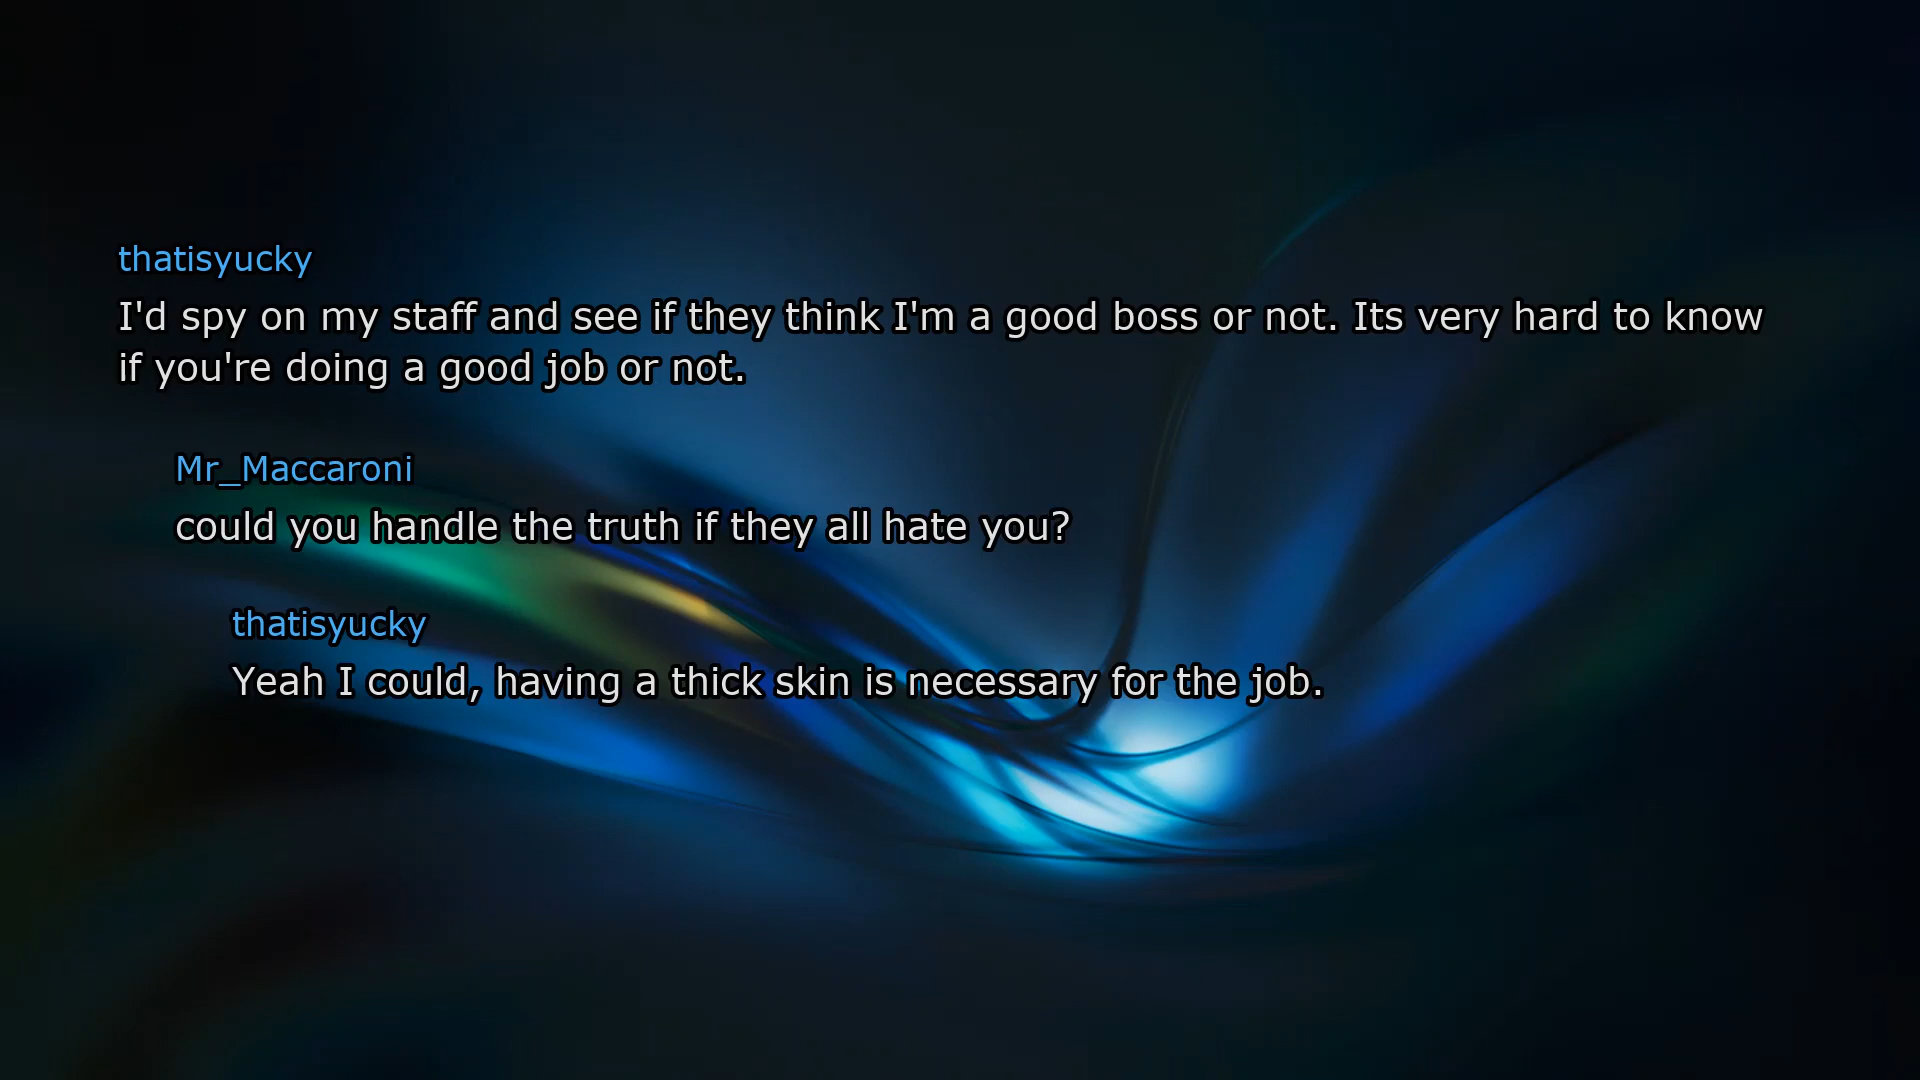 thatisyucky
I'd spy on my staff and see if they think I'm a good boss or not. Its very hard to know
if you're doing a good job or not.
Mr_Maccaroni
could you handle the truth if they all hate you?
thatisyucky
Yeah I could, having a thick skin is necessary for the job.